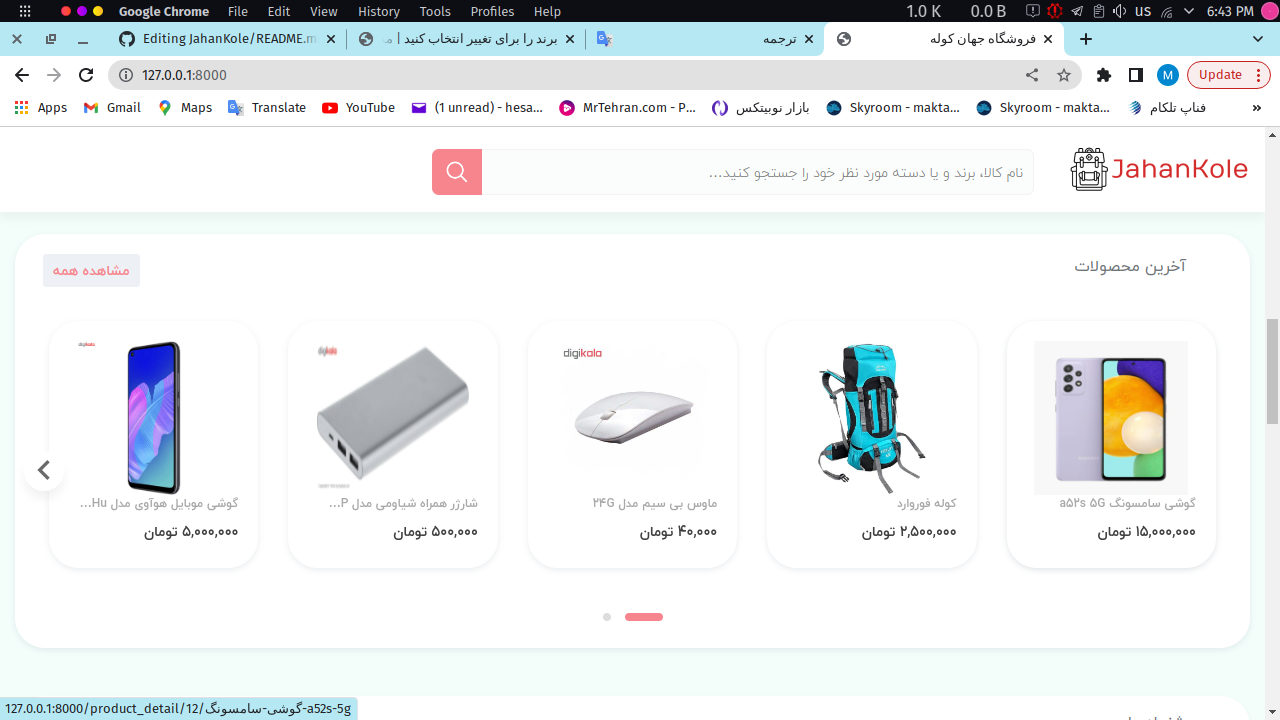 Google Chrome File Edit View History Tools Profiles Help 1.0 K 0.0 B US 6:43 PM
Editing JahanKole/README.m
برند را برای تغییر انتخاب کنید | ما
ترجمه
فروشگاه جهان کوله
127.0.0.1:8000
M
Update
Apps Gmail Maps Translate YouTube (1 unread) - hesa... MrTehran.com - P... بازار نوبیتکس Skyroom - makta... Skyroom - makta... فناپ تلکام »
JahanKole
نام کالا، برند و یا دسته مورد نظر خود را جستجو کنید...
آخرین محصولات
مشاهده همه
digikala
digikala
digikala
گوشی سامسونگ a۵۲s ۵G
۱۵,۰۰۰,۰۰۰ تومان
کوله فوروارد
۲,۵۰۰,۰۰۰ تومان
ماوس بی سیم مدل ۲۴G
۴۰,۰۰۰ تومان
شارژر همراه شیاومی مدل P...
۵۰۰,۰۰۰ تومان
گوشی موبایل هوآوی مدل Hu...
۵,۰۰۰,۰۰۰ تومان
127.0.0.1:8000/product_detail/12/گوشی-سامسونگ-a52s-5g